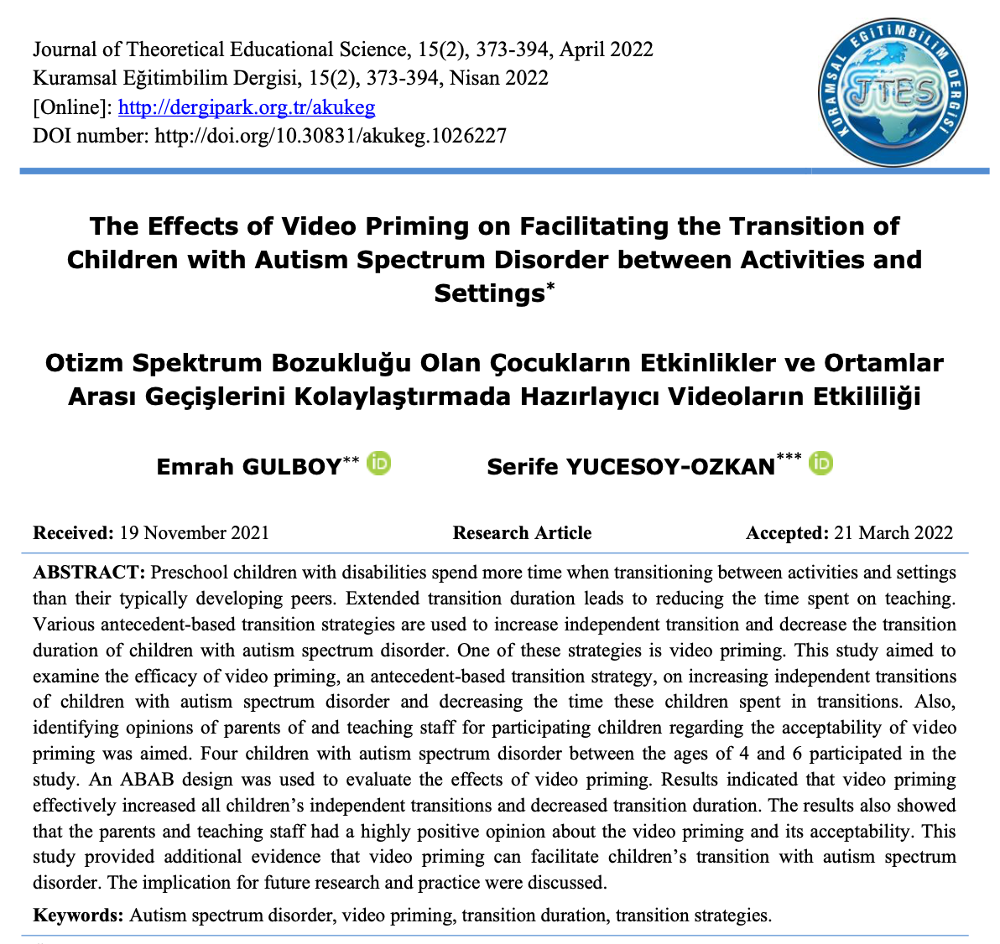 Journal of Theoretical Educational Science, 15(2), 373-394, April 2022
Kuramsal Eğitimbilim Dergisi, 15(2), 373-394, Nisan 2022
[Online]: http://dergipark.org.tr/akukeg
DOI number: http://doi.org/10.30831/akukeg.1026227
KURAMSAL EĞİTİMBİLİM DERGİSİ
JTES
The Effects of Video Priming on Facilitating the Transition of
Children with Autism Spectrum Disorder between Activities and
Settings*
Otizm Spektrum Bozukluğu Olan Çocukların Etkinlikler ve Ortamlar
Arası Geçişlerini Kolaylaştırmada Hazırlayıcı Videoların Etkililiği
Emrah GULBOY** iD Serife YUCESOY-OZKAN*** iD
Received: 19 November 2021 Research Article Accepted: 21 March 2022
ABSTRACT: Preschool children with disabilities spend more time when transitioning between activities and settings
than their typically developing peers. Extended transition duration leads to reducing the time spent on teaching.
Various antecedent-based transition strategies are used to increase independent transition and decrease the transition
duration of children with autism spectrum disorder. One of these strategies is video priming. This study aimed to
examine the efficacy of video priming, an antecedent-based transition strategy, on increasing independent transitions
of children with autism spectrum disorder and decreasing the time these children spent in transitions. Also,
identifying opinions of parents of and teaching staff for participating children regarding the acceptability of video
priming was aimed. Four children with autism spectrum disorder between the ages of 4 and 6 participated in the
study. An ABAB design was used to evaluate the effects of video priming. Results indicated that video priming
effectively increased all children's independent transitions and decreased transition duration. The results also showed
that the parents and teaching staff had a highly positive opinion about the video priming and its acceptability. This
study provided additional evidence that video priming can facilitate children's transition with autism spectrum
disorder. The implication for future research and practice were discussed.
Keywords: Autism spectrum disorder, video priming, transition duration, transition strategies.